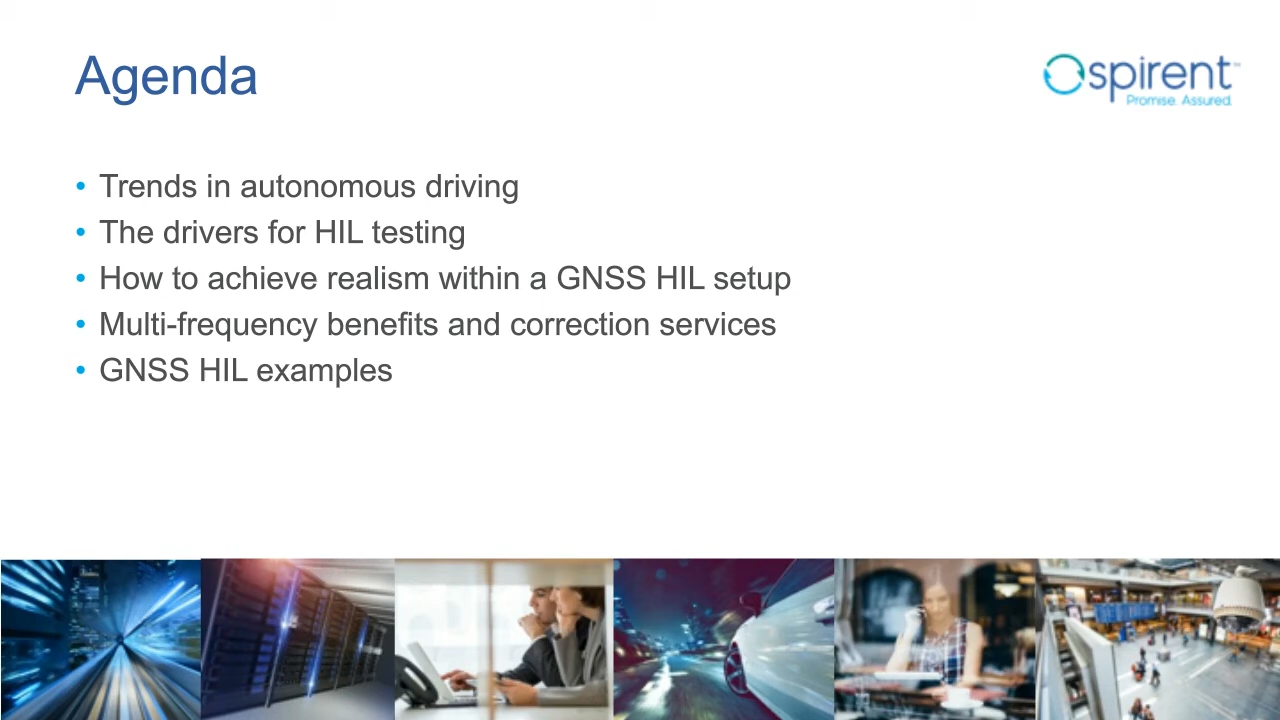 Agenda
spirent™
Promise. Assured.
• Trends in autonomous driving
• The drivers for HIL testing
• How to achieve realism within a GNSS HIL setup
• Multi-frequency benefits and correction services
• GNSS HIL examples